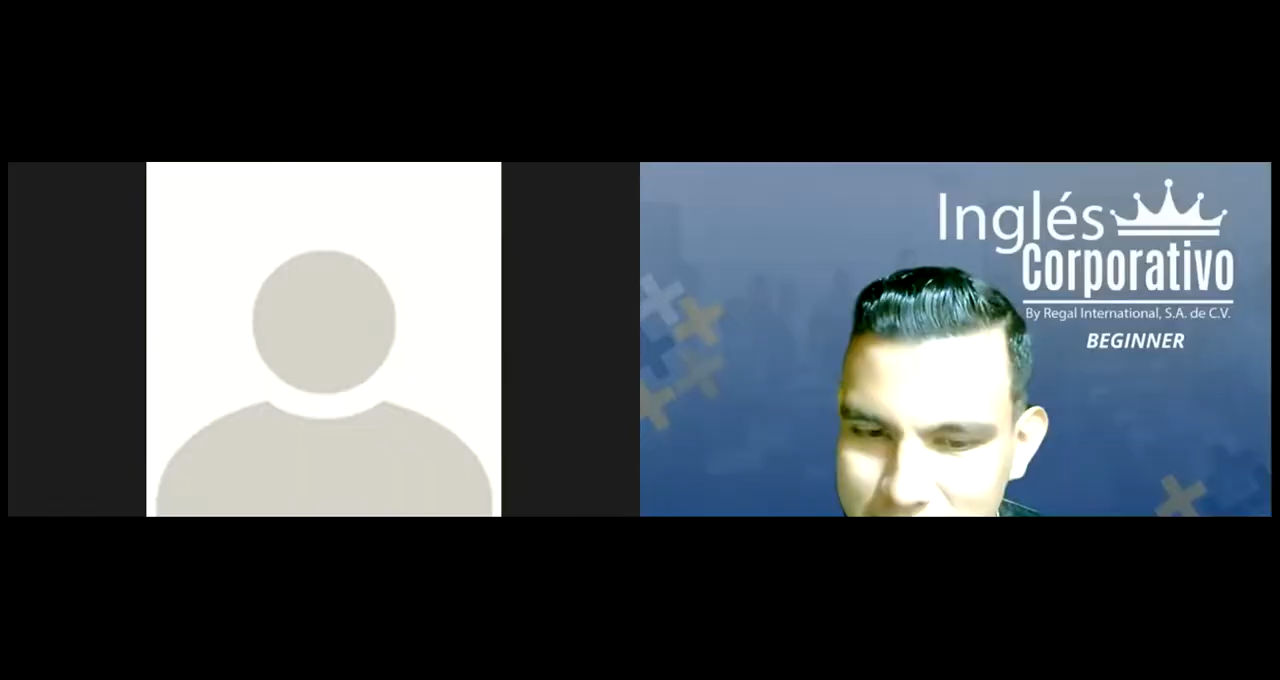 Inglés
Corporativo
By Regal International, S.A. de C.V.
BEGINNER